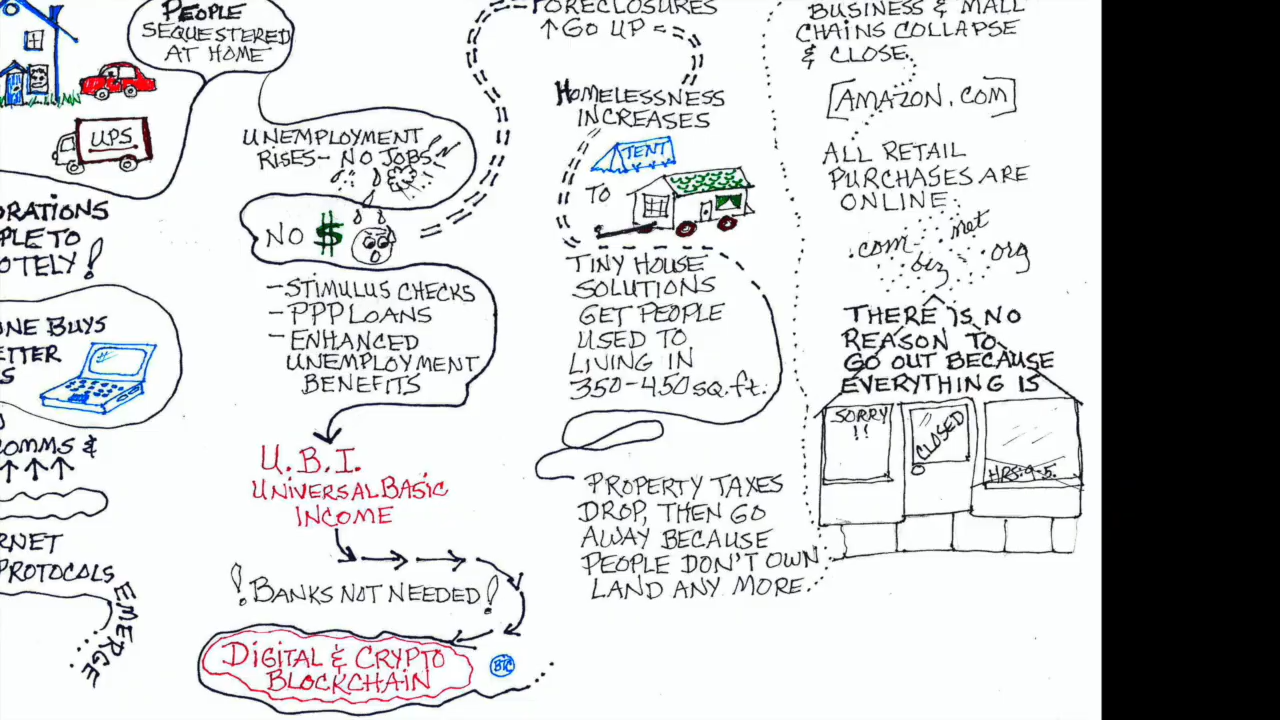 PEOPLE
SEQUESTERED
AT HOME
UPS
ORATIONS
PLE TO
OTELY!
NE BUYS
ETTER
S
COMMS &
RNET
PROTOCOLS
EMERGE
UNEMPLOYMENT
RISES- NO JOBS!
NO $
-STIMULUS CHECKS
-PPP LOANS
-ENHANCED
UNEMPLOYMENT
BENEFITS
U.B.I.
UNIVERSAL BASIC
INCOME
!BANKS NOT NEEDED!
DIGITAL & CRYPTO
BLOCKCHAIN
BTC
FORECLOSURES
↑GO UP
HOMELESSNESS
INCREASES
TENT
TO
TINY HOUSE
SOLUTIONS
GET PEOPLE
USED TO
LIVING IN
350-450 SQ.ft.
PROPERTY TAXES
DROP, THEN GO
AWAY BECAUSE
PEOPLE DON'T OWN
LAND ANY MORE.
BUSINESS & MALL
CHAINS COLLAPSE
& CLOSE.
[AMAZON.COM]
ALL RETAIL
PURCHASES ARE
ONLINE.
.com
.net
.biz
.org
THERE IS NO
REASON TO
GO OUT BECAUSE
EVERYTHING IS
SORRY
!!
CLOSED
HRS:9-5